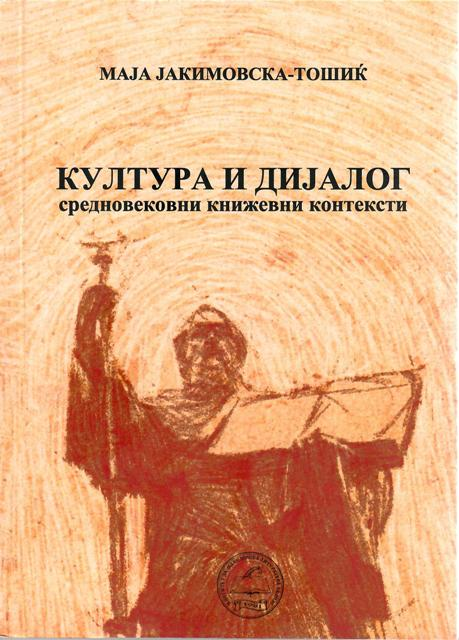 МАЈА ЈАКИМОВСКА-ТОШИЌ
КУЛТУРА И ДИЈАЛОГ
средновековни книжевни контексти